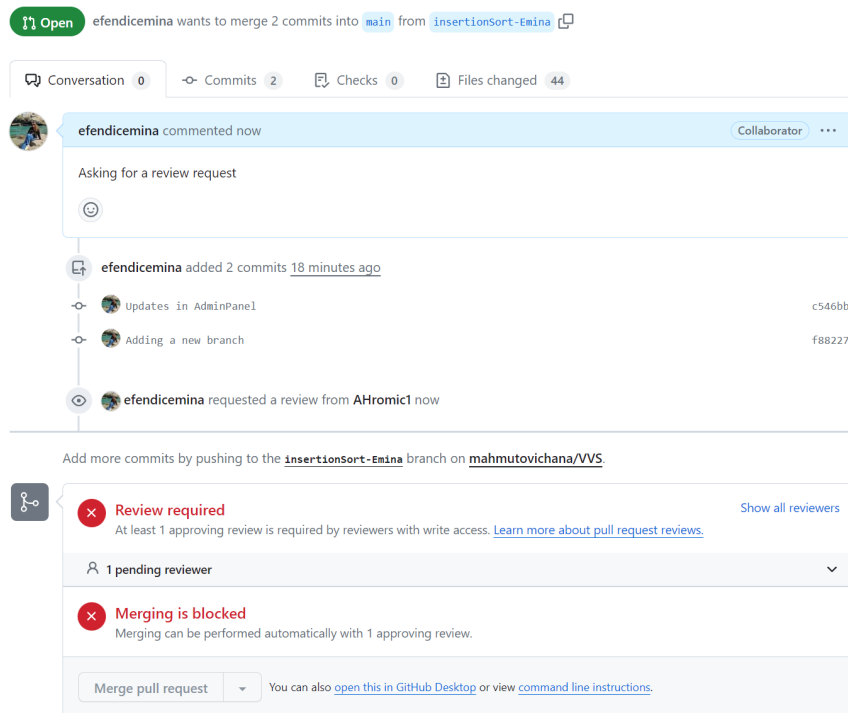 Open efendicemina wants to merge 2 commits into main from insertionSort-Emina
Conversation 0 Commits 2 Checks 0 Files changed 44
efendicemina commented now Collaborator
Asking for a review request
efendicemina added 2 commits 18 minutes ago
Updates in AdminPanel c546bb
Adding a new branch f88227
efendicemina requested a review from AHromic1 now
Add more commits by pushing to the insertionSort-Emina branch on mahmutovichana/VVS.
Review required Show all reviewers
At least 1 approving review is required by reviewers with write access. Learn more about pull request reviews.
1 pending reviewer
Merging is blocked
Merging can be performed automatically with 1 approving review.
Merge pull request You can also open this in GitHub Desktop or view command line instructions.